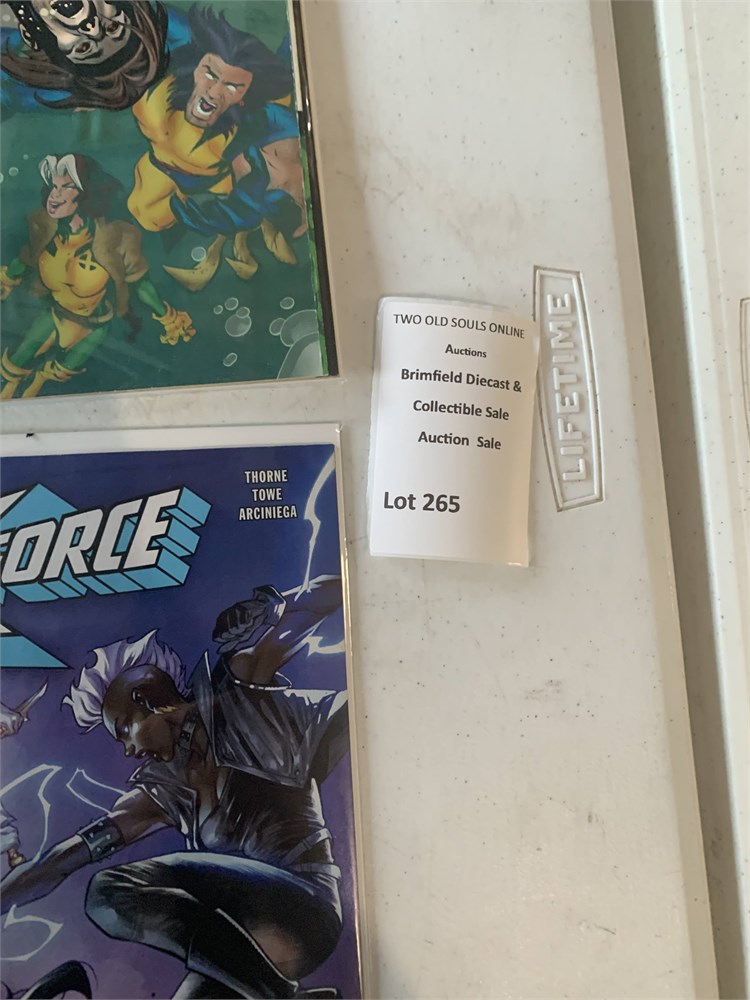 TWO OLD SOULS ONLINE
Auctions
Brimfield Diecast &
Collectible Sale
Auction Sale
Lot 265
LIFETIME
THORNE
TOWE
ARCINIEGA
FORCE